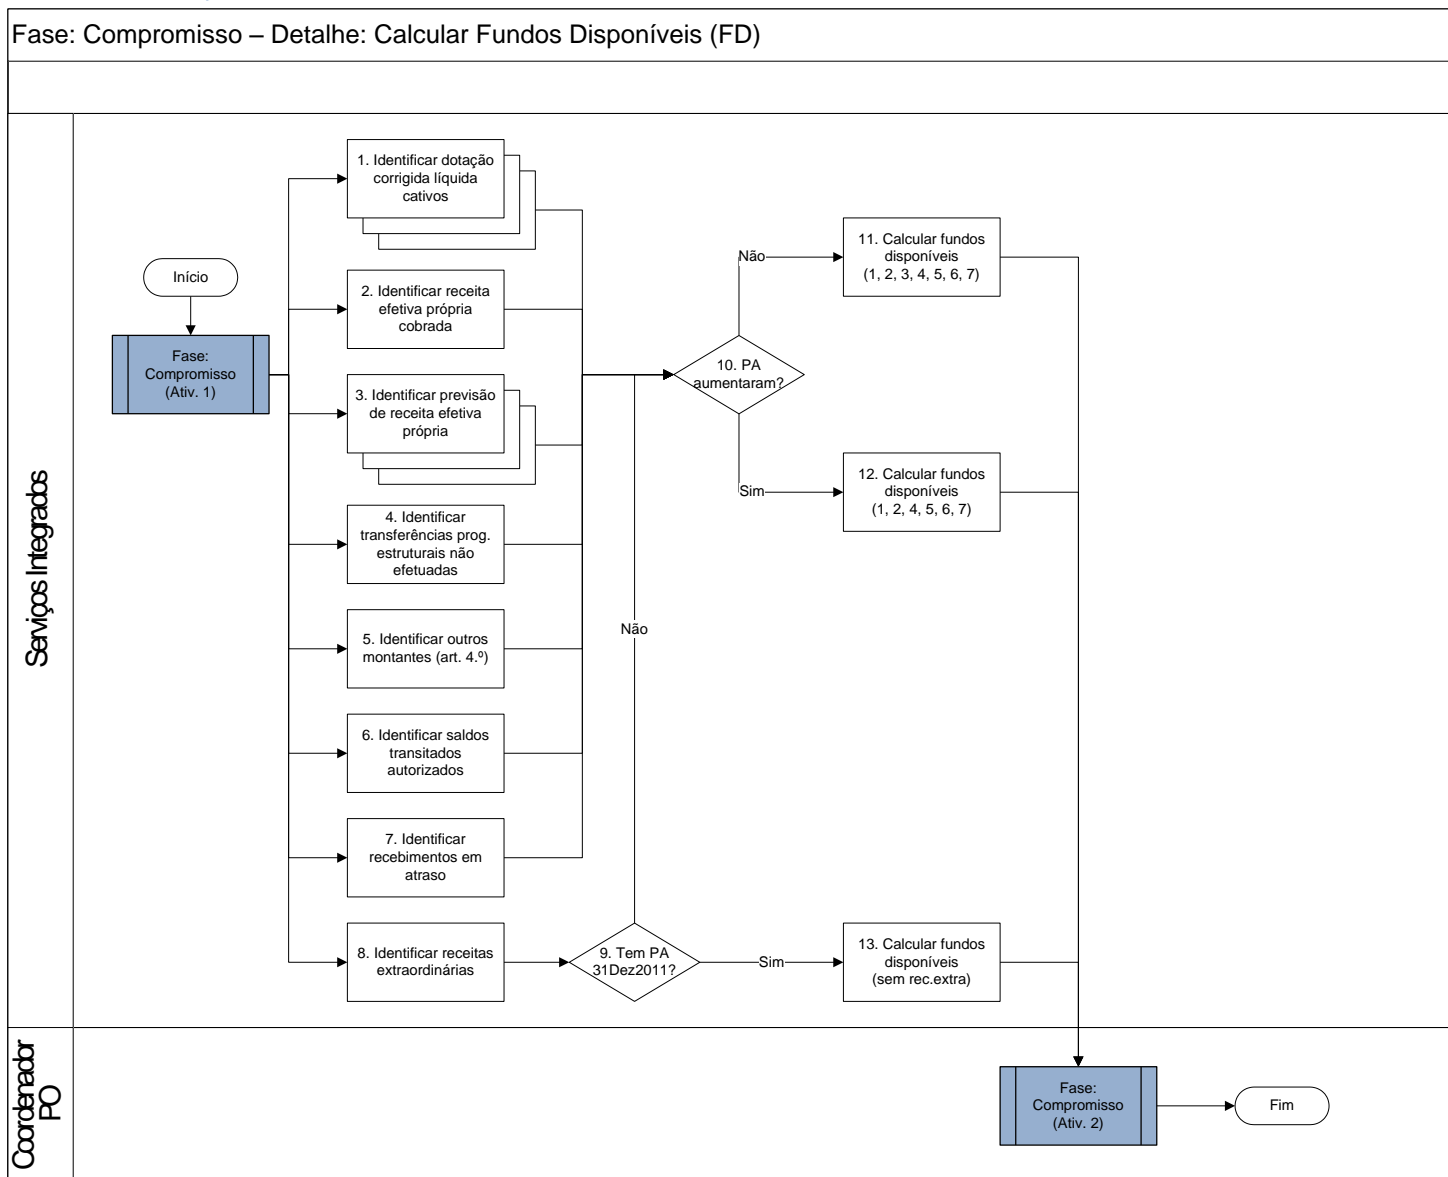 Fase: Compromisso – Detalhe: Calcular Fundos Disponíveis (FD)
Serviços Integrados
Início
Fase:
Compromisso
(Ativ. 1)
1. Identificar dotação
corrigida líquida
cativos
2. Identificar receita
efetiva própria
cobrada
3. Identificar previsão
de receita efetiva
própria
4. Identificar
transferências prog.
estruturais não
efetuadas
5. Identificar outros
montantes (art. 4.º)
6. Identificar saldos
transitados
autorizados
7. Identificar
recebimentos em
atraso
8. Identificar receitas
extraordinárias
9. Tem PA
31Dez2011?
Não
Sim
10. PA
aumentaram?
Não
Sim
11. Calcular fundos
disponíveis
(1, 2, 3, 4, 5, 6, 7)
12. Calcular fundos
disponíveis
(1, 2, 4, 5, 6, 7)
13. Calcular fundos
disponíveis
(sem rec.extra)
Coordenador
PO
Fase:
Compromisso
(Ativ. 2)
Fim